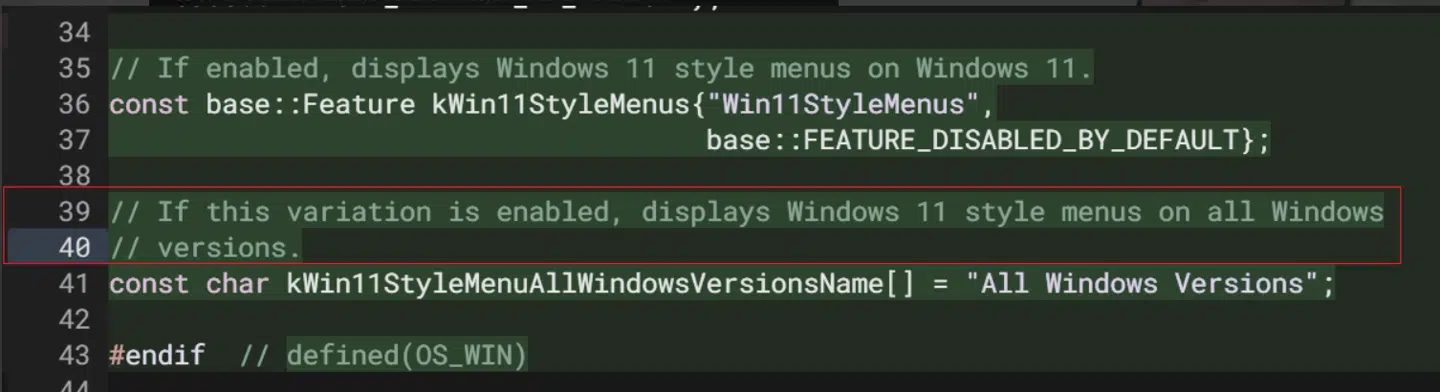 34
35 // If enabled, displays Windows 11 style menus on Windows 11.
36 const base::Feature kWin11StyleMenus{"Win11StyleMenus",
37 base::FEATURE_DISABLED_BY_DEFAULT};
38
39 // If this variation is enabled, displays Windows 11 style menus on all Windows
40 // versions.
41 const char kWin11StyleMenuAllWindowsVersionsName[] = "All Windows Versions";
42
43 #endif // defined(OS_WIN)
44